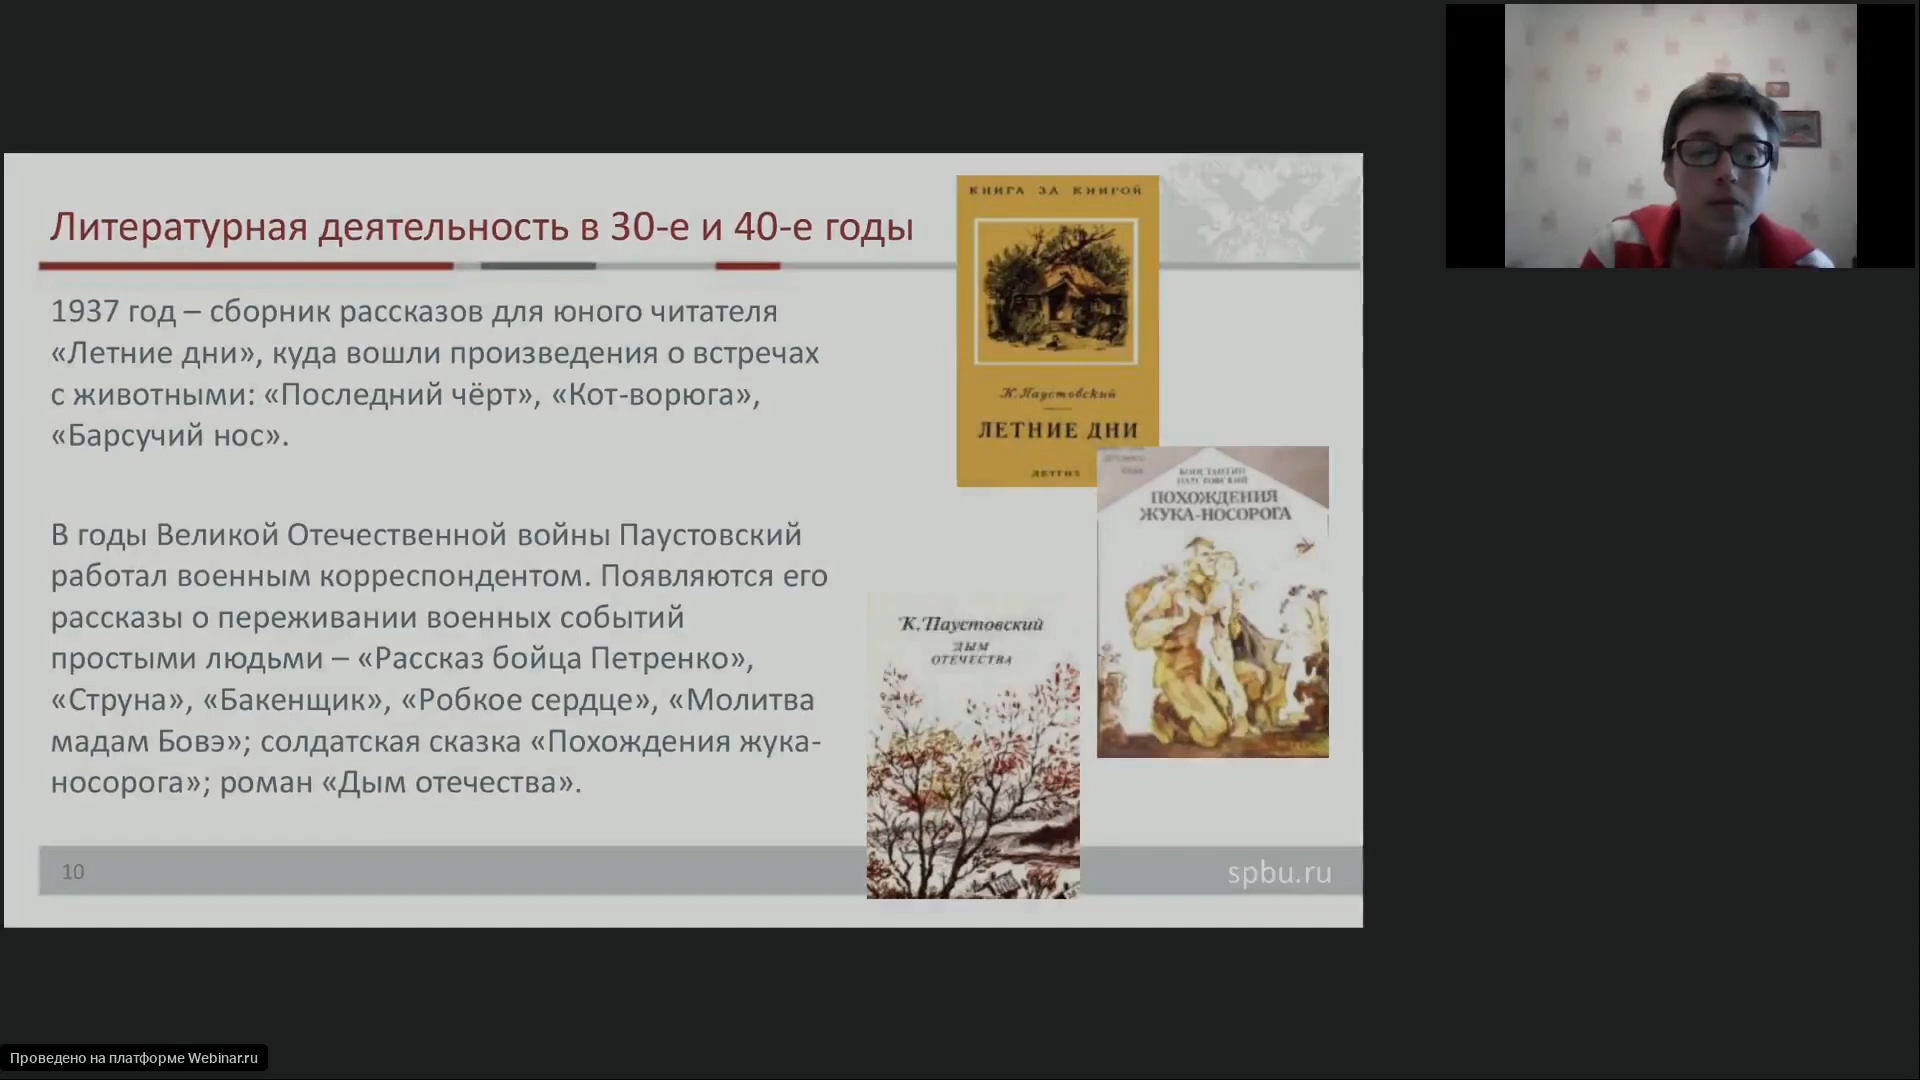 Литературная деятельность в 30-е и 40-е годы
1937 год – сборник рассказов для юного читателя
«Летние дни», куда вошли произведения о встречах
с животными: «Последний чёрт», «Кот-ворюга»,
«Барсучий нос».
В годы Великой Отечественной войны Паустовский
работал военным корреспондентом. Появляются его
рассказы о переживании военных событий
простыми людьми – «Рассказ бойца Петренко»,
«Струна», «Бакенщик», «Робкое сердце», «Молитва
мадам Бовэ»; солдатская сказка «Похождения жука-
носорога»; роман «Дым отечества».
КНИГА ЗА КНИГОЙ
К. Паустовский
ЛЕТНИЕ ДНИ
ДЕТГИЗ
КОНСТАНТИН
ПАУСТОВСКИЙ
ПОХОЖДЕНИЯ
ЖУКА-НОСОРОГА
К. Паустовский
ДЫМ
ОТЕЧЕСТВА
10
spbu.ru
Проведено на платформе Webinar.ru